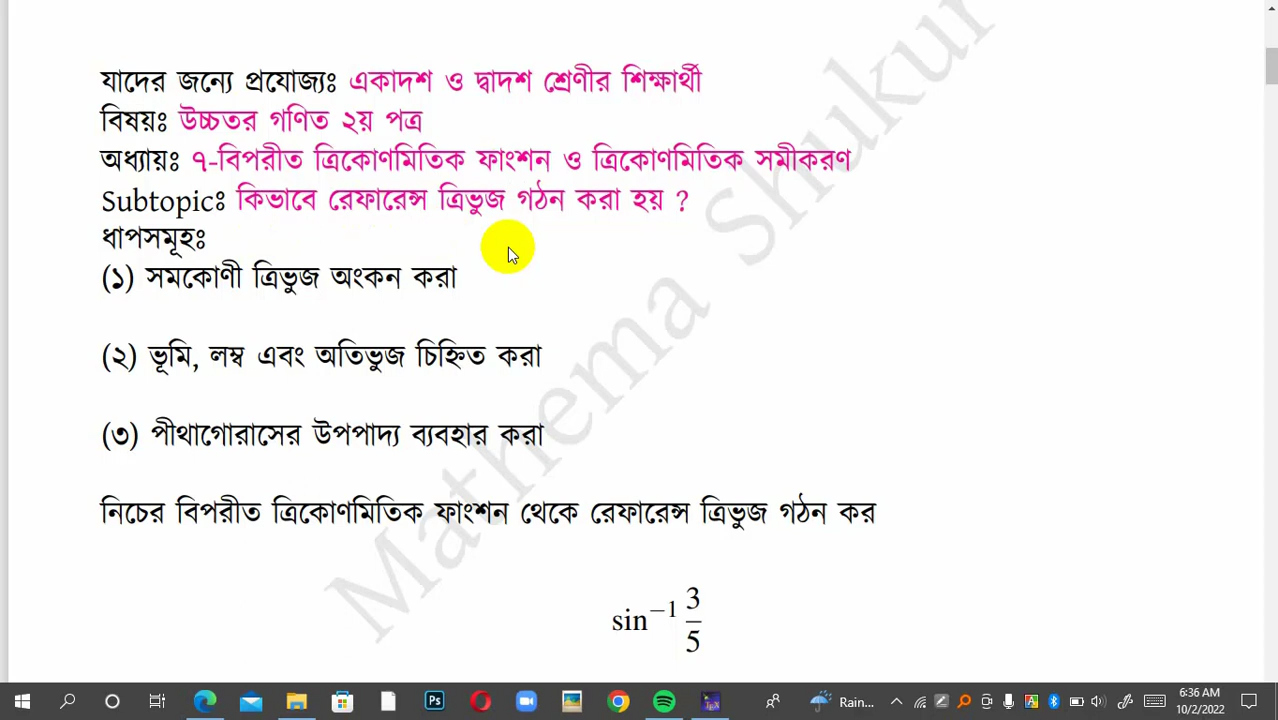 যাদের জন্যে প্রযোজ্যঃ একাদশ ও দ্বাদশ শ্রেণীর শিক্ষার্থী
বিষয়ঃ উচ্চতর গণিত ২য় পত্র
অধ্যায়ঃ ৭-বিপরীত ত্রিকোণমিতিক ফাংশন ও ত্রিকোণমিতিক সমীকরণ
Subtopicঃ কিভাবে রেফারেন্স ত্রিভুজ গঠন করা হয় ?
ধাপসমূহঃ
(১) সমকোণী ত্রিভুজ অংকন করা
(২) ভূমি, লম্ব এবং অতিভুজ চিহ্নিত করা
(৩) পীথাগোরাসের উপপাদ্য ব্যবহার করা
নিচের বিপরীত ত্রিকোণমিতিক ফাংশন থেকে রেফারেন্স ত্রিভুজ গঠন কর
sin⁻¹ 3/5
Mathema Shukur
Rain...
6:36 AM
10/2/2022